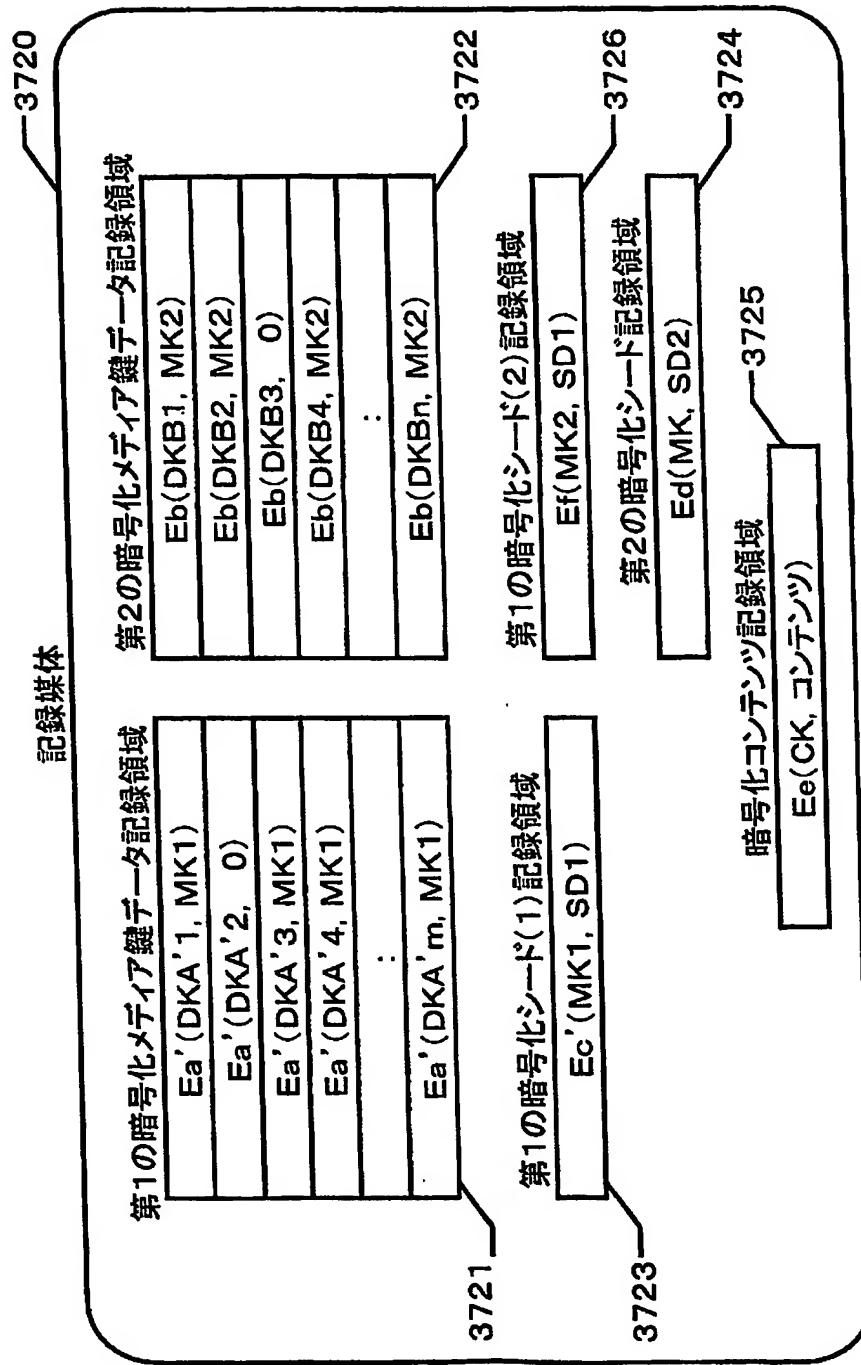 記録媒体
3720
第1の暗号化メディア鍵データ記録領域
Ea'(DKA'1, MK1)
Ea'(DKA'2, 0)
Ea'(DKA'3, MK1)
Ea'(DKA'4, MK1)
:
Ea'(DKA'm, MK1)
3721
第2の暗号化メディア鍵データ記録領域
Eb(DKB1, MK2)
Eb(DKB2, MK2)
Eb(DKB3, 0)
Eb(DKB4, MK2)
:
Eb(DKBn, MK2)
3722
第1の暗号化シード(1)記録領域
Ec'(MK1, SD1)
3723
第1の暗号化シード(2)記録領域
Ef(MK2, SD1)
3726
第2の暗号化シード記録領域
Ed(MK, SD2)
3724
暗号化コンテンツ記録領域
Ee(CK, コンテンツ)
3725